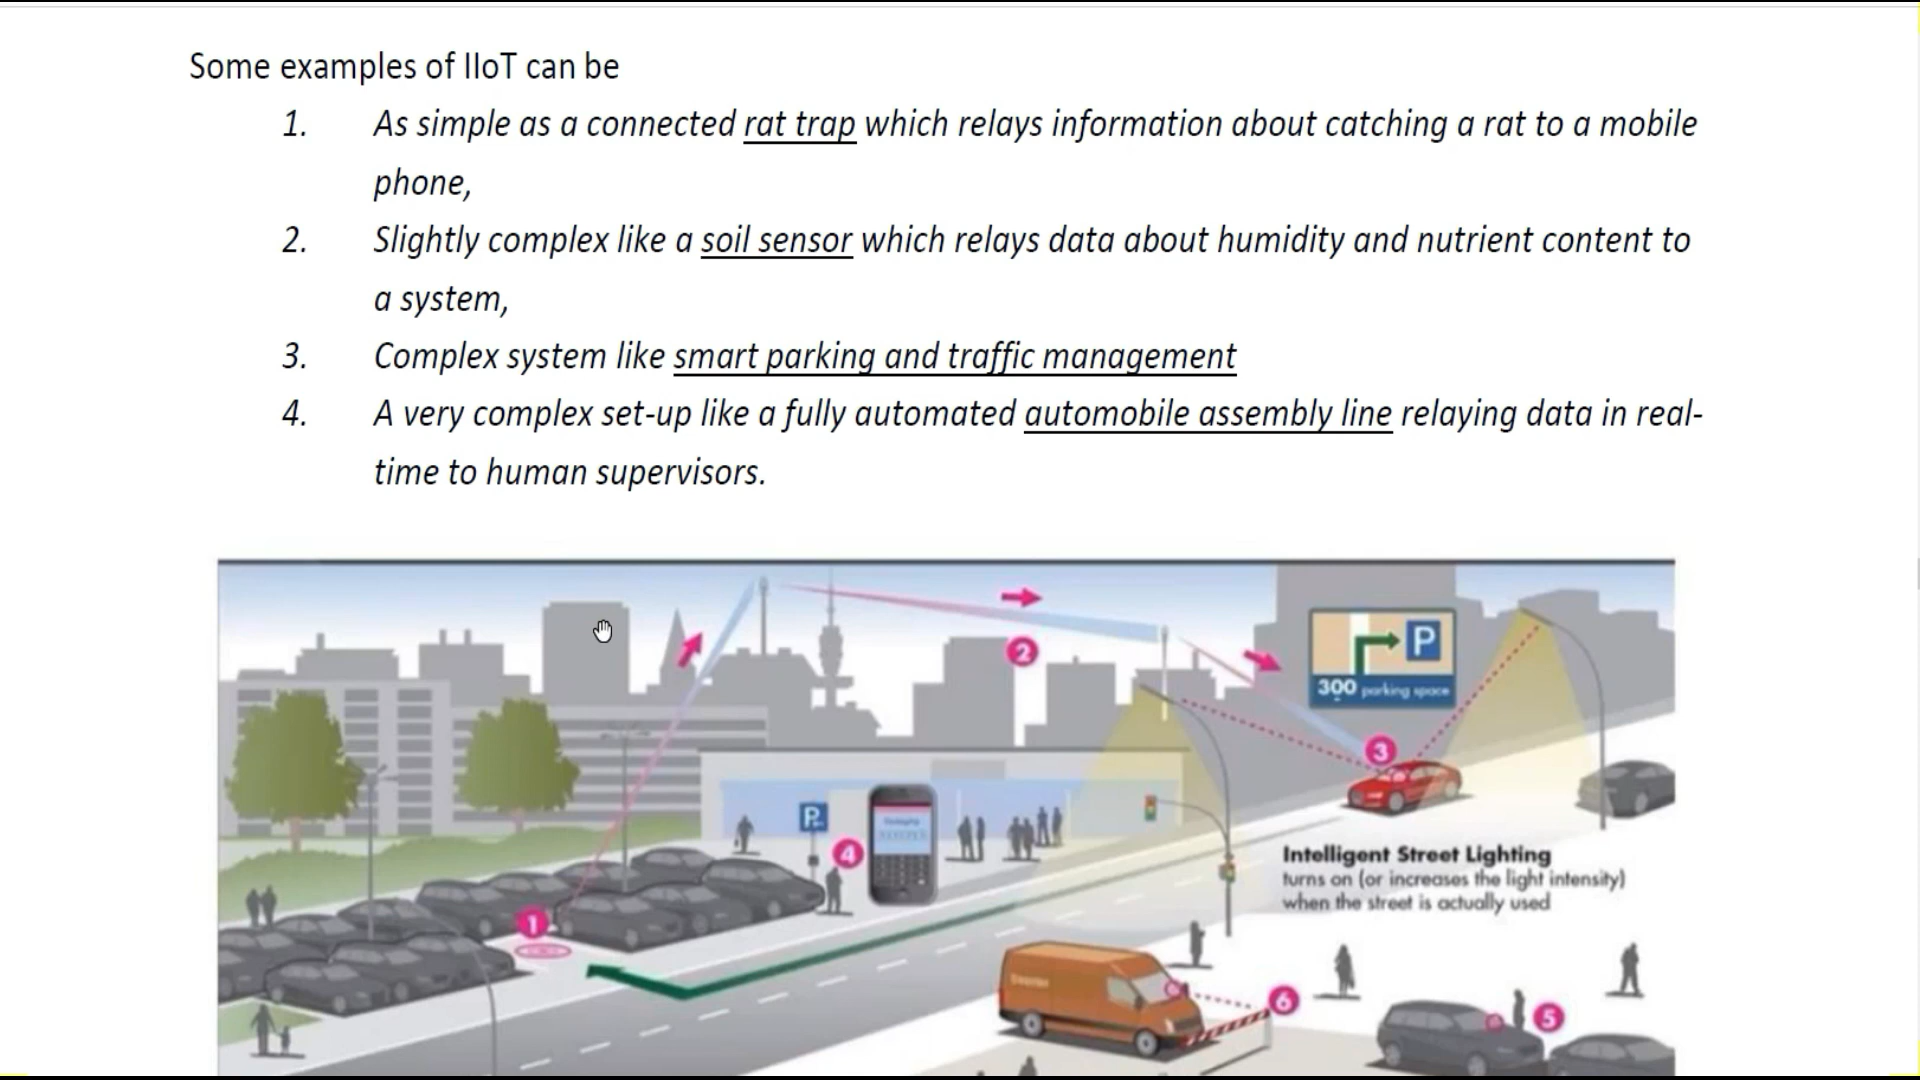 Some examples of IIoT can be
1. As simple as a connected rat trap which relays information about catching a rat to a mobile
phone,
2. Slightly complex like a soil sensor which relays data about humidity and nutrient content to
a system,
3. Complex system like smart parking and traffic management
4. A very complex set-up like a fully automated automobile assembly line relaying data in real-
time to human supervisors.
2
P
300 parking space
3
P
4
Intelligent Street Lighting
turns on (or increases the light intensity)
when the street is actually used
1
6
5